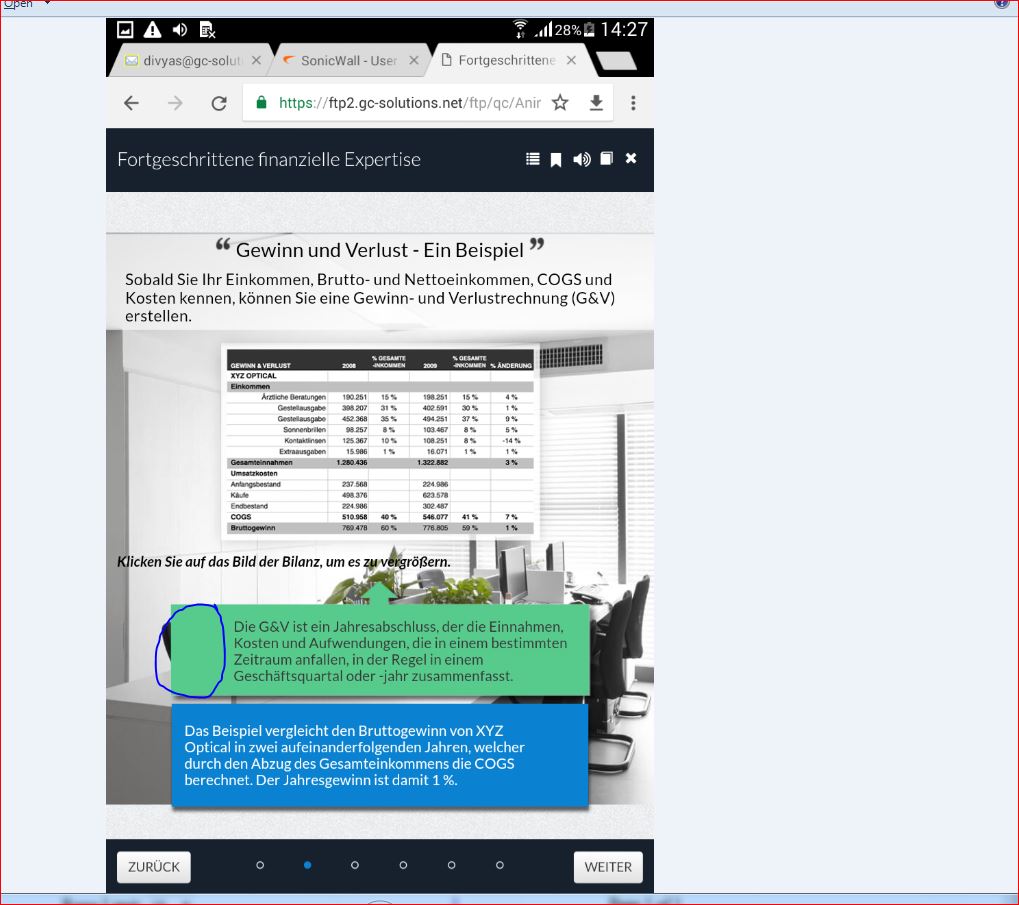 Open
28% 14:27
divyas@gc-soluti SonicWall - User Fortgeschrittene
https://ftp2.gc-solutions.net/ftp/qc/Anir
Fortgeschrittene finanzielle Expertise
“ Gewinn und Verlust - Ein Beispiel ”
Sobald Sie Ihr Einkommen, Brutto- und Nettoeinkommen, COGS und
Kosten kennen, können Sie eine Gewinn- und Verlustrechnung (G&V)
erstellen.
GEWINN & VERLUST 2008 % GESAMTE -INKOMMEN 2009 % GESAMTE -INKOMMEN % ÄNDERUNG
XYZ OPTICAL
Einkommen
Ärztliche Beratungen 190.251 15 % 198.251 15 % 4 %
Gestellausgabe 398.207 31 % 402.591 30 % 1 %
Gestellausgabe 452.368 35 % 494.251 37 % 9 %
Sonnenbrillen 98.257 8 % 103.467 8 % 5 %
Kontaktlinsen 125.367 10 % 108.251 8 % -14 %
Extraausgaben 15.986 1 % 16.071 1 % 1 %
Gesamteinnahmen 1.280.436 1.322.882 3 %
Umsatzkosten
Anfangsbestand 237.568 224.986
Käufe 498.376 623.578
Endbestand 224.986 302.487
COGS 510.958 40 % 546.077 41 % 7 %
Bruttogewinn 769.478 60 % 776.805 59 % 1 %
Klicken Sie auf das Bild der Bilanz, um es zu vergrößern.
Die G&V ist ein Jahresabschluss, der die Einnahmen,
Kosten und Aufwendungen, die in einem bestimmten
Zeitraum anfallen, in der Regel in einem
Geschäftsquartal oder -jahr zusammenfasst.
Das Beispiel vergleicht den Bruttogewinn von XYZ
Optical in zwei aufeinanderfolgenden Jahren, welcher
durch den Abzug des Gesamteinkommens die COGS
berechnet. Der Jahresgewinn ist damit 1 %.
ZURÜCK WEITER